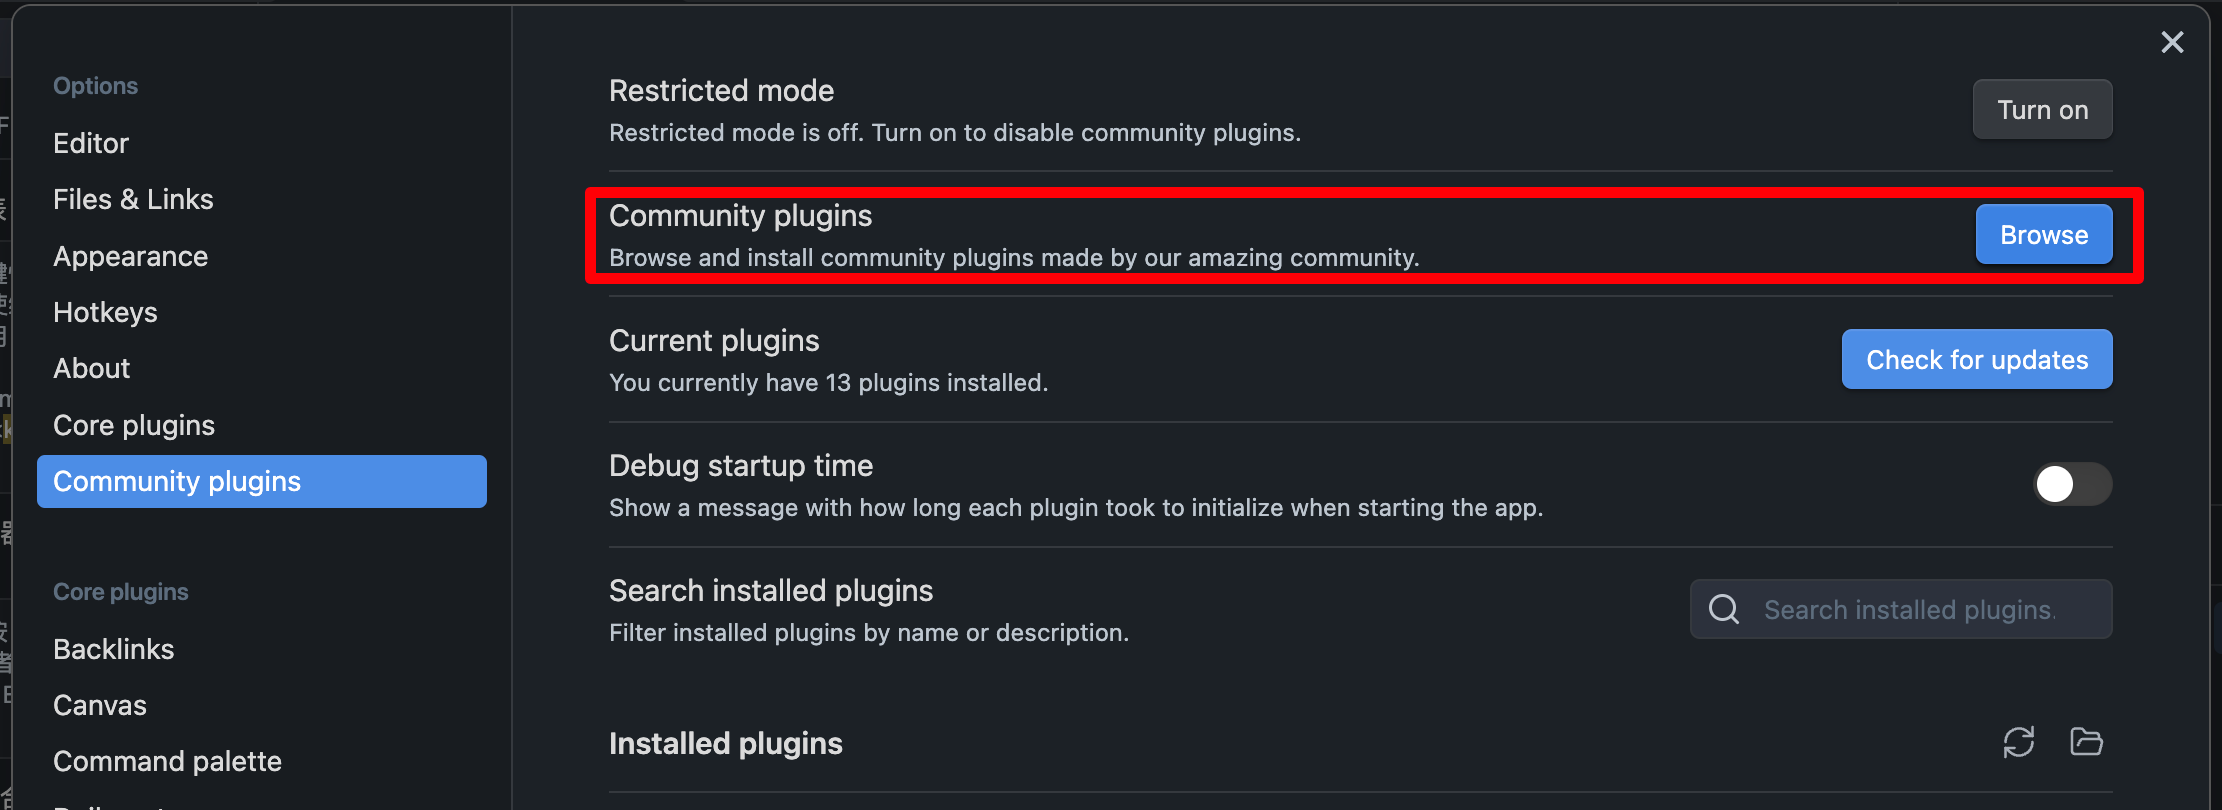 Options
Editor
Files & Links
Appearance
Hotkeys
About
Core plugins
Community plugins
Core plugins
Backlinks
Canvas
Command palette
Restricted mode
Restricted mode is off. Turn on to disable community plugins.
Turn on
Community plugins
Browse and install community plugins made by our amazing community.
Browse
Current plugins
You currently have 13 plugins installed.
Check for updates
Debug startup time
Show a message with how long each plugin took to initialize when starting the app.
Search installed plugins
Filter installed plugins by name or description.
Search installed plugins.
Installed plugins